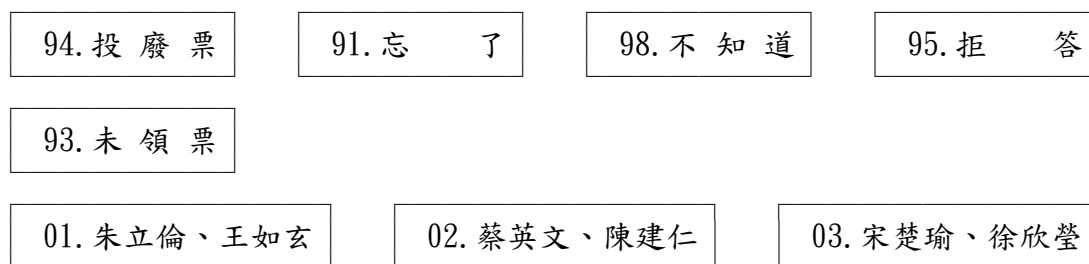 94.投 廢 票 91.忘 了 98.不 知 道 95.拒 答
93.未 領 票
01.朱立倫、王如玄 02.蔡英文、陳建仁 03.宋楚瑜、徐欣瑩